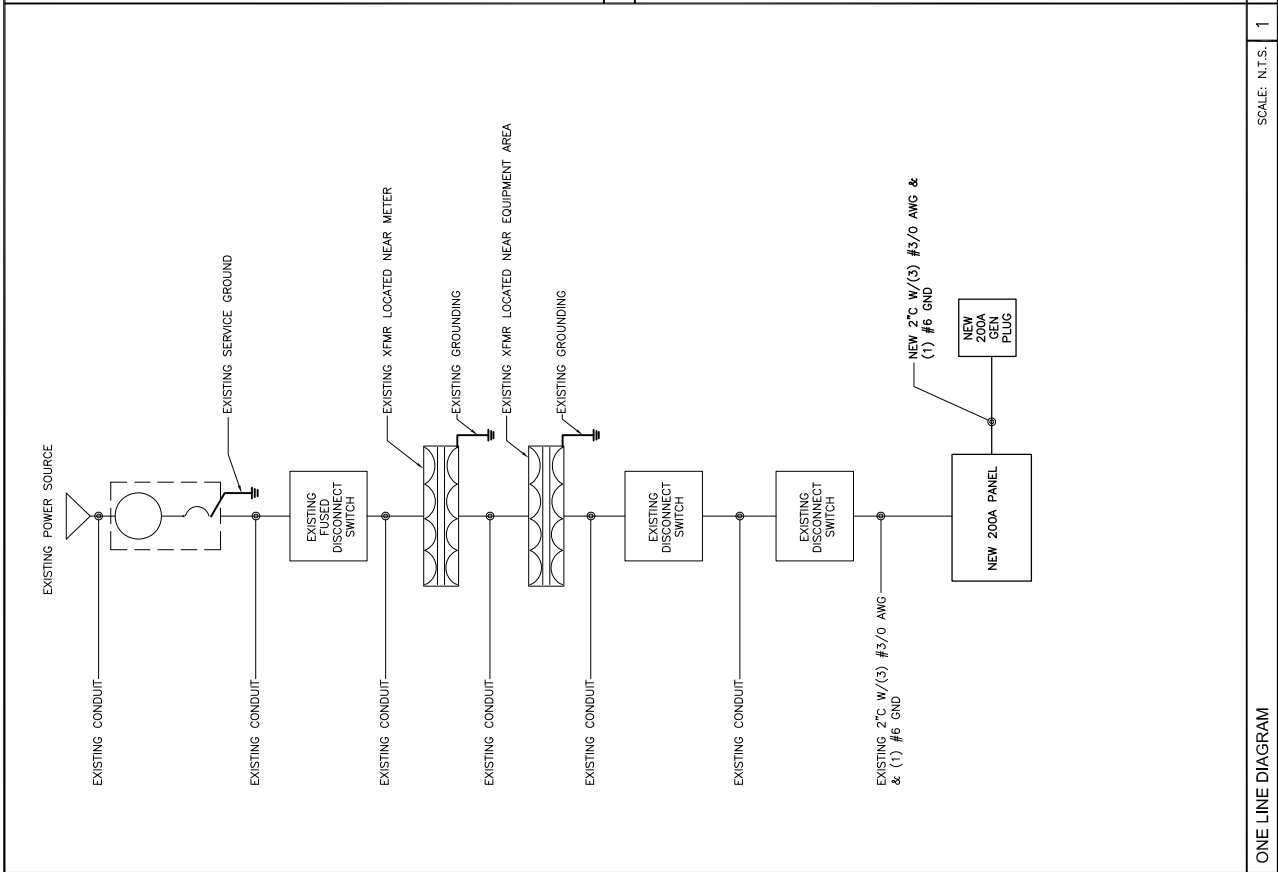 EXISTING POWER SOURCE
EXISTING CONDUIT
EXISTING SERVICE GROUND
EXISTING CONDUIT
EXISTING
FUSED
DISCONNECT
SWITCH
EXISTING CONDUIT
EXISTING XFMR LOCATED NEAR METER
EXISTING GROUNDING
EXISTING CONDUIT
EXISTING XFMR LOCATED NEAR EQUIPMENT AREA
EXISTING GROUNDING
EXISTING CONDUIT
EXISTING
DISCONNECT
SWITCH
EXISTING CONDUIT
EXISTING
DISCONNECT
SWITCH
EXISTING 2"C W/(3) #3/0 AWG
& (1) #6 GND
NEW 2"C W/(3) #3/0 AWG &
(1) #6 GND
NEW 200A PANEL
NEW
200A
GEN
PLUG
ONE LINE DIAGRAM
SCALE: N.T.S.
1